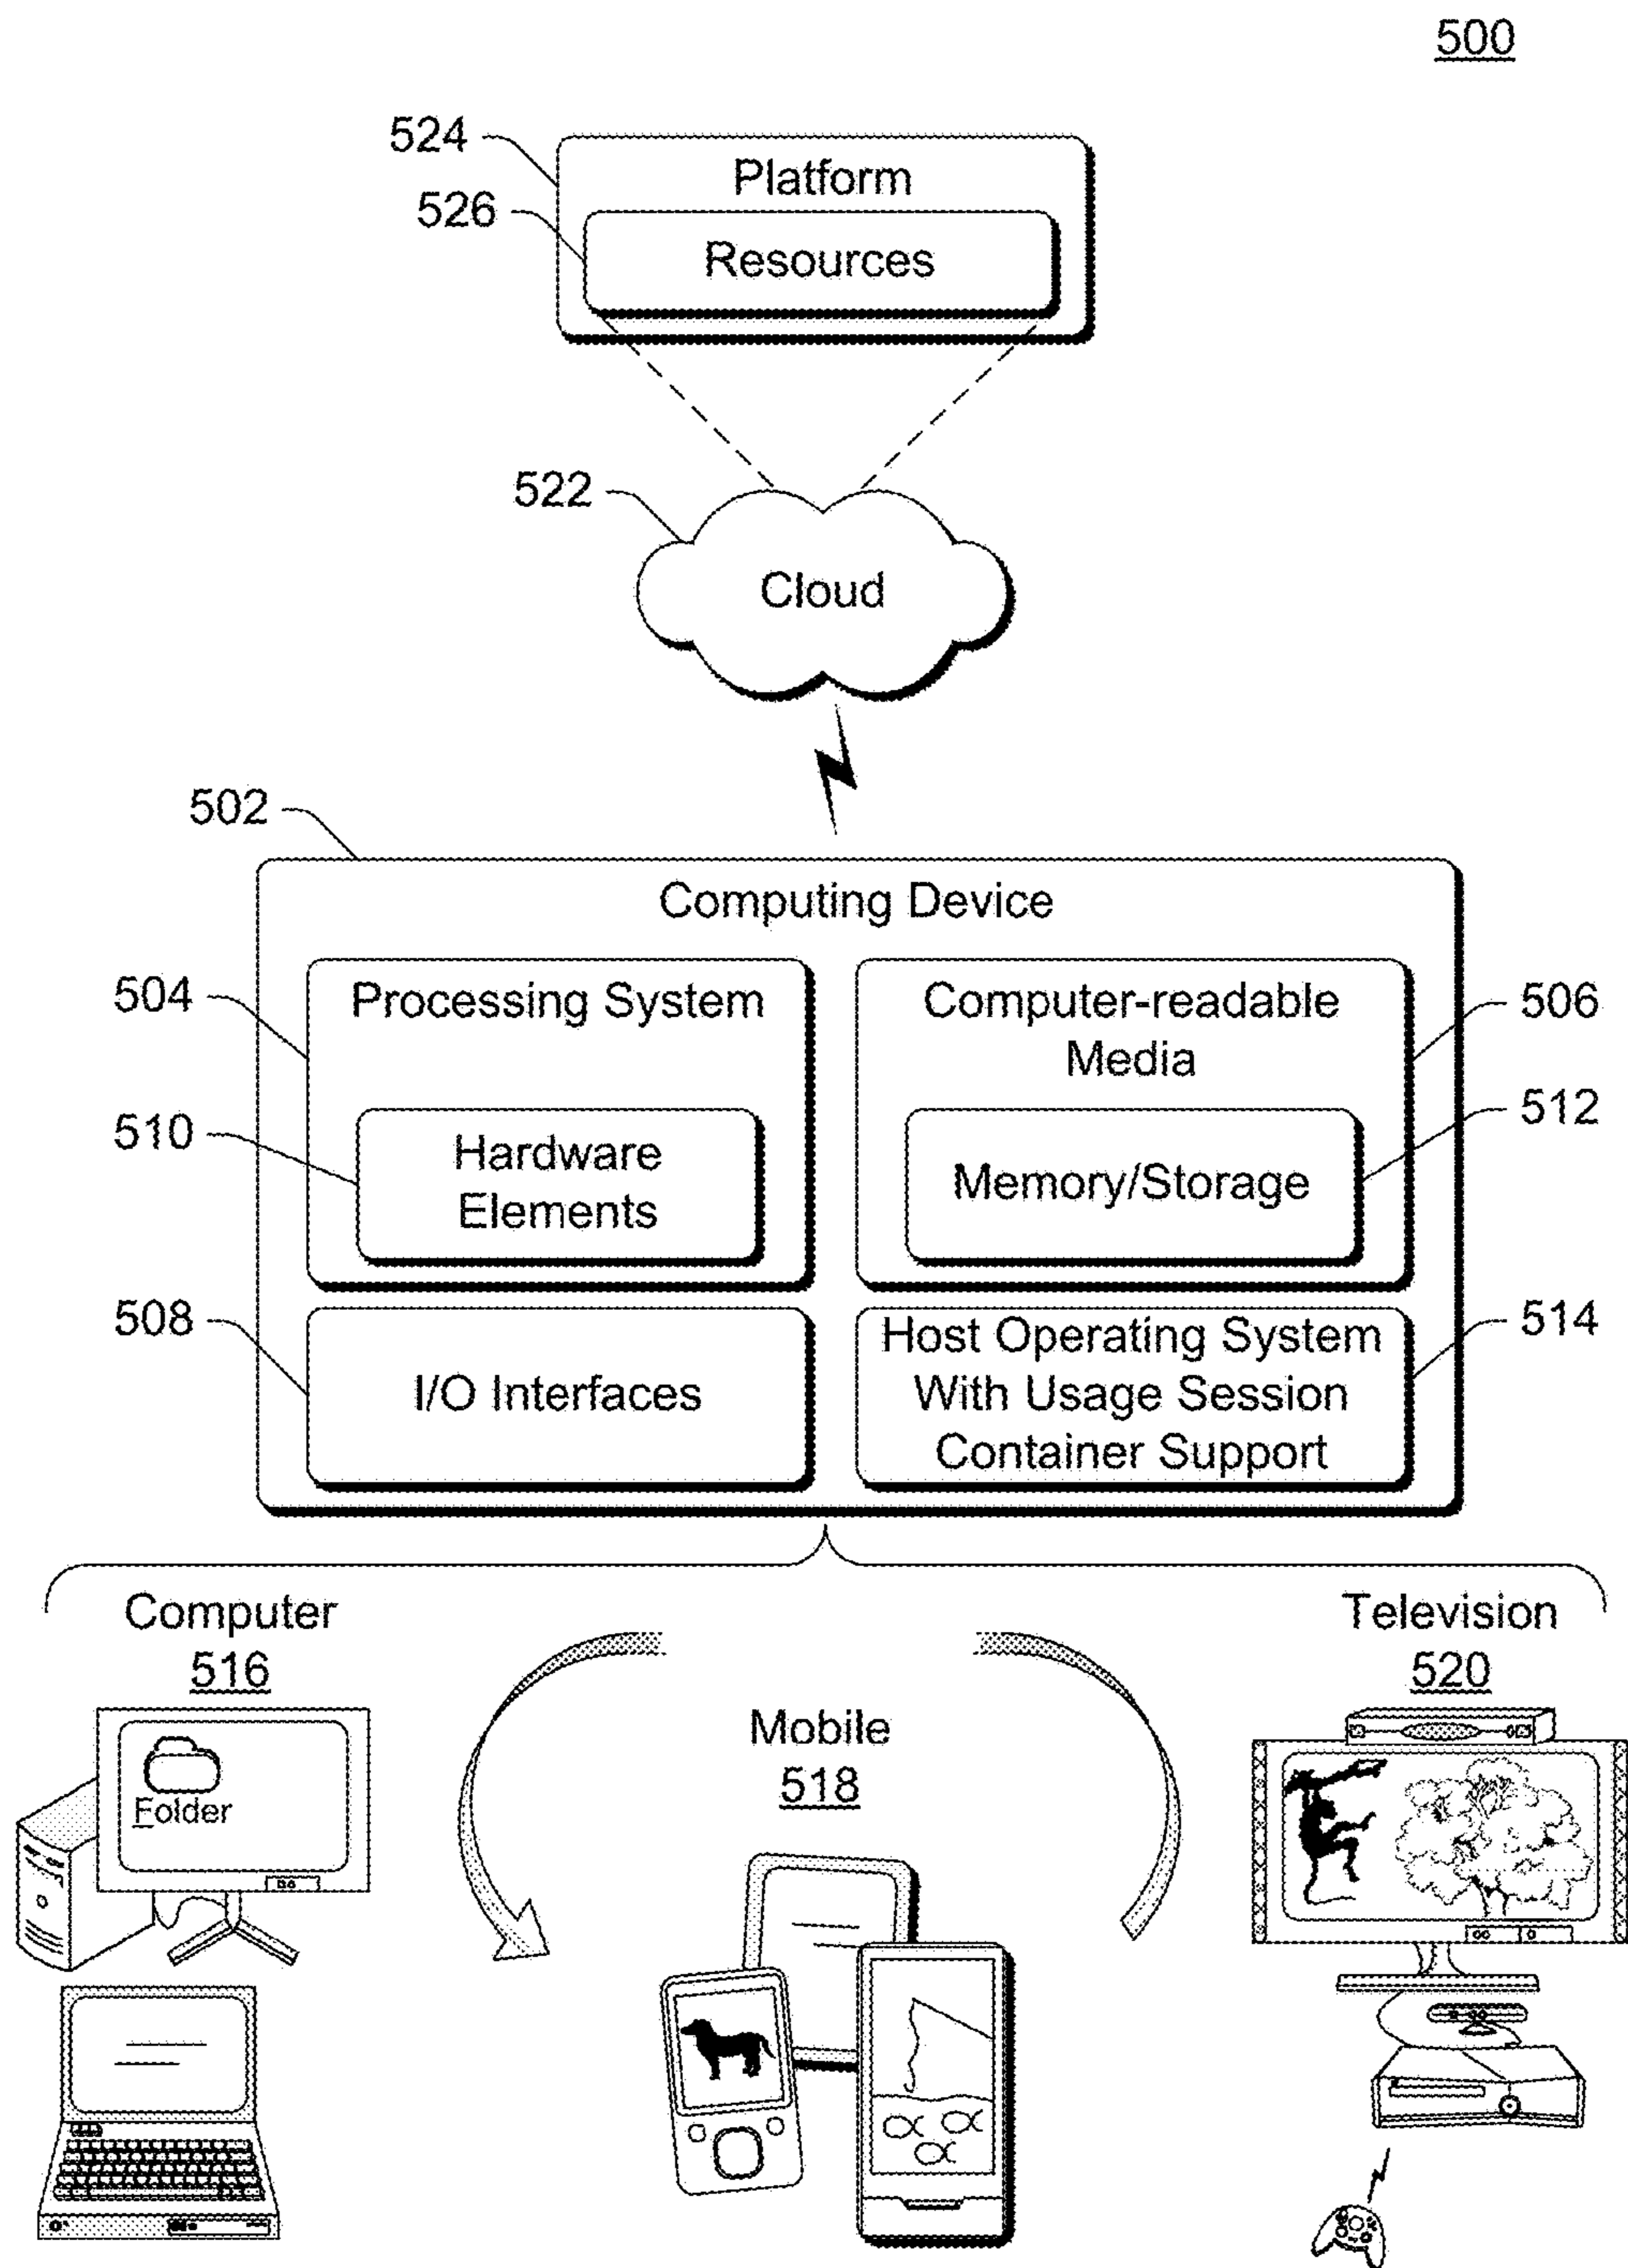 500
524
Platform
526
Resources
522
Cloud
502
Computing Device
504
Processing System
Computer-readable
Media
506
510
Hardware
Elements
Memory/Storage
512
508
I/O Interfaces
Host Operating System
With Usage Session
Container Support
514
Computer
516
Folder
Mobile
518
Television
520